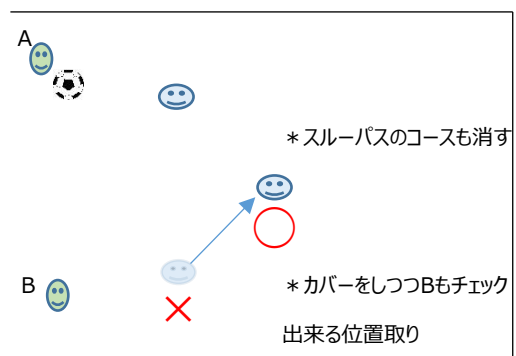 A
＊スルーパスのコースも消す
B
＊カバーをしつつBもチェック
出来る位置取り